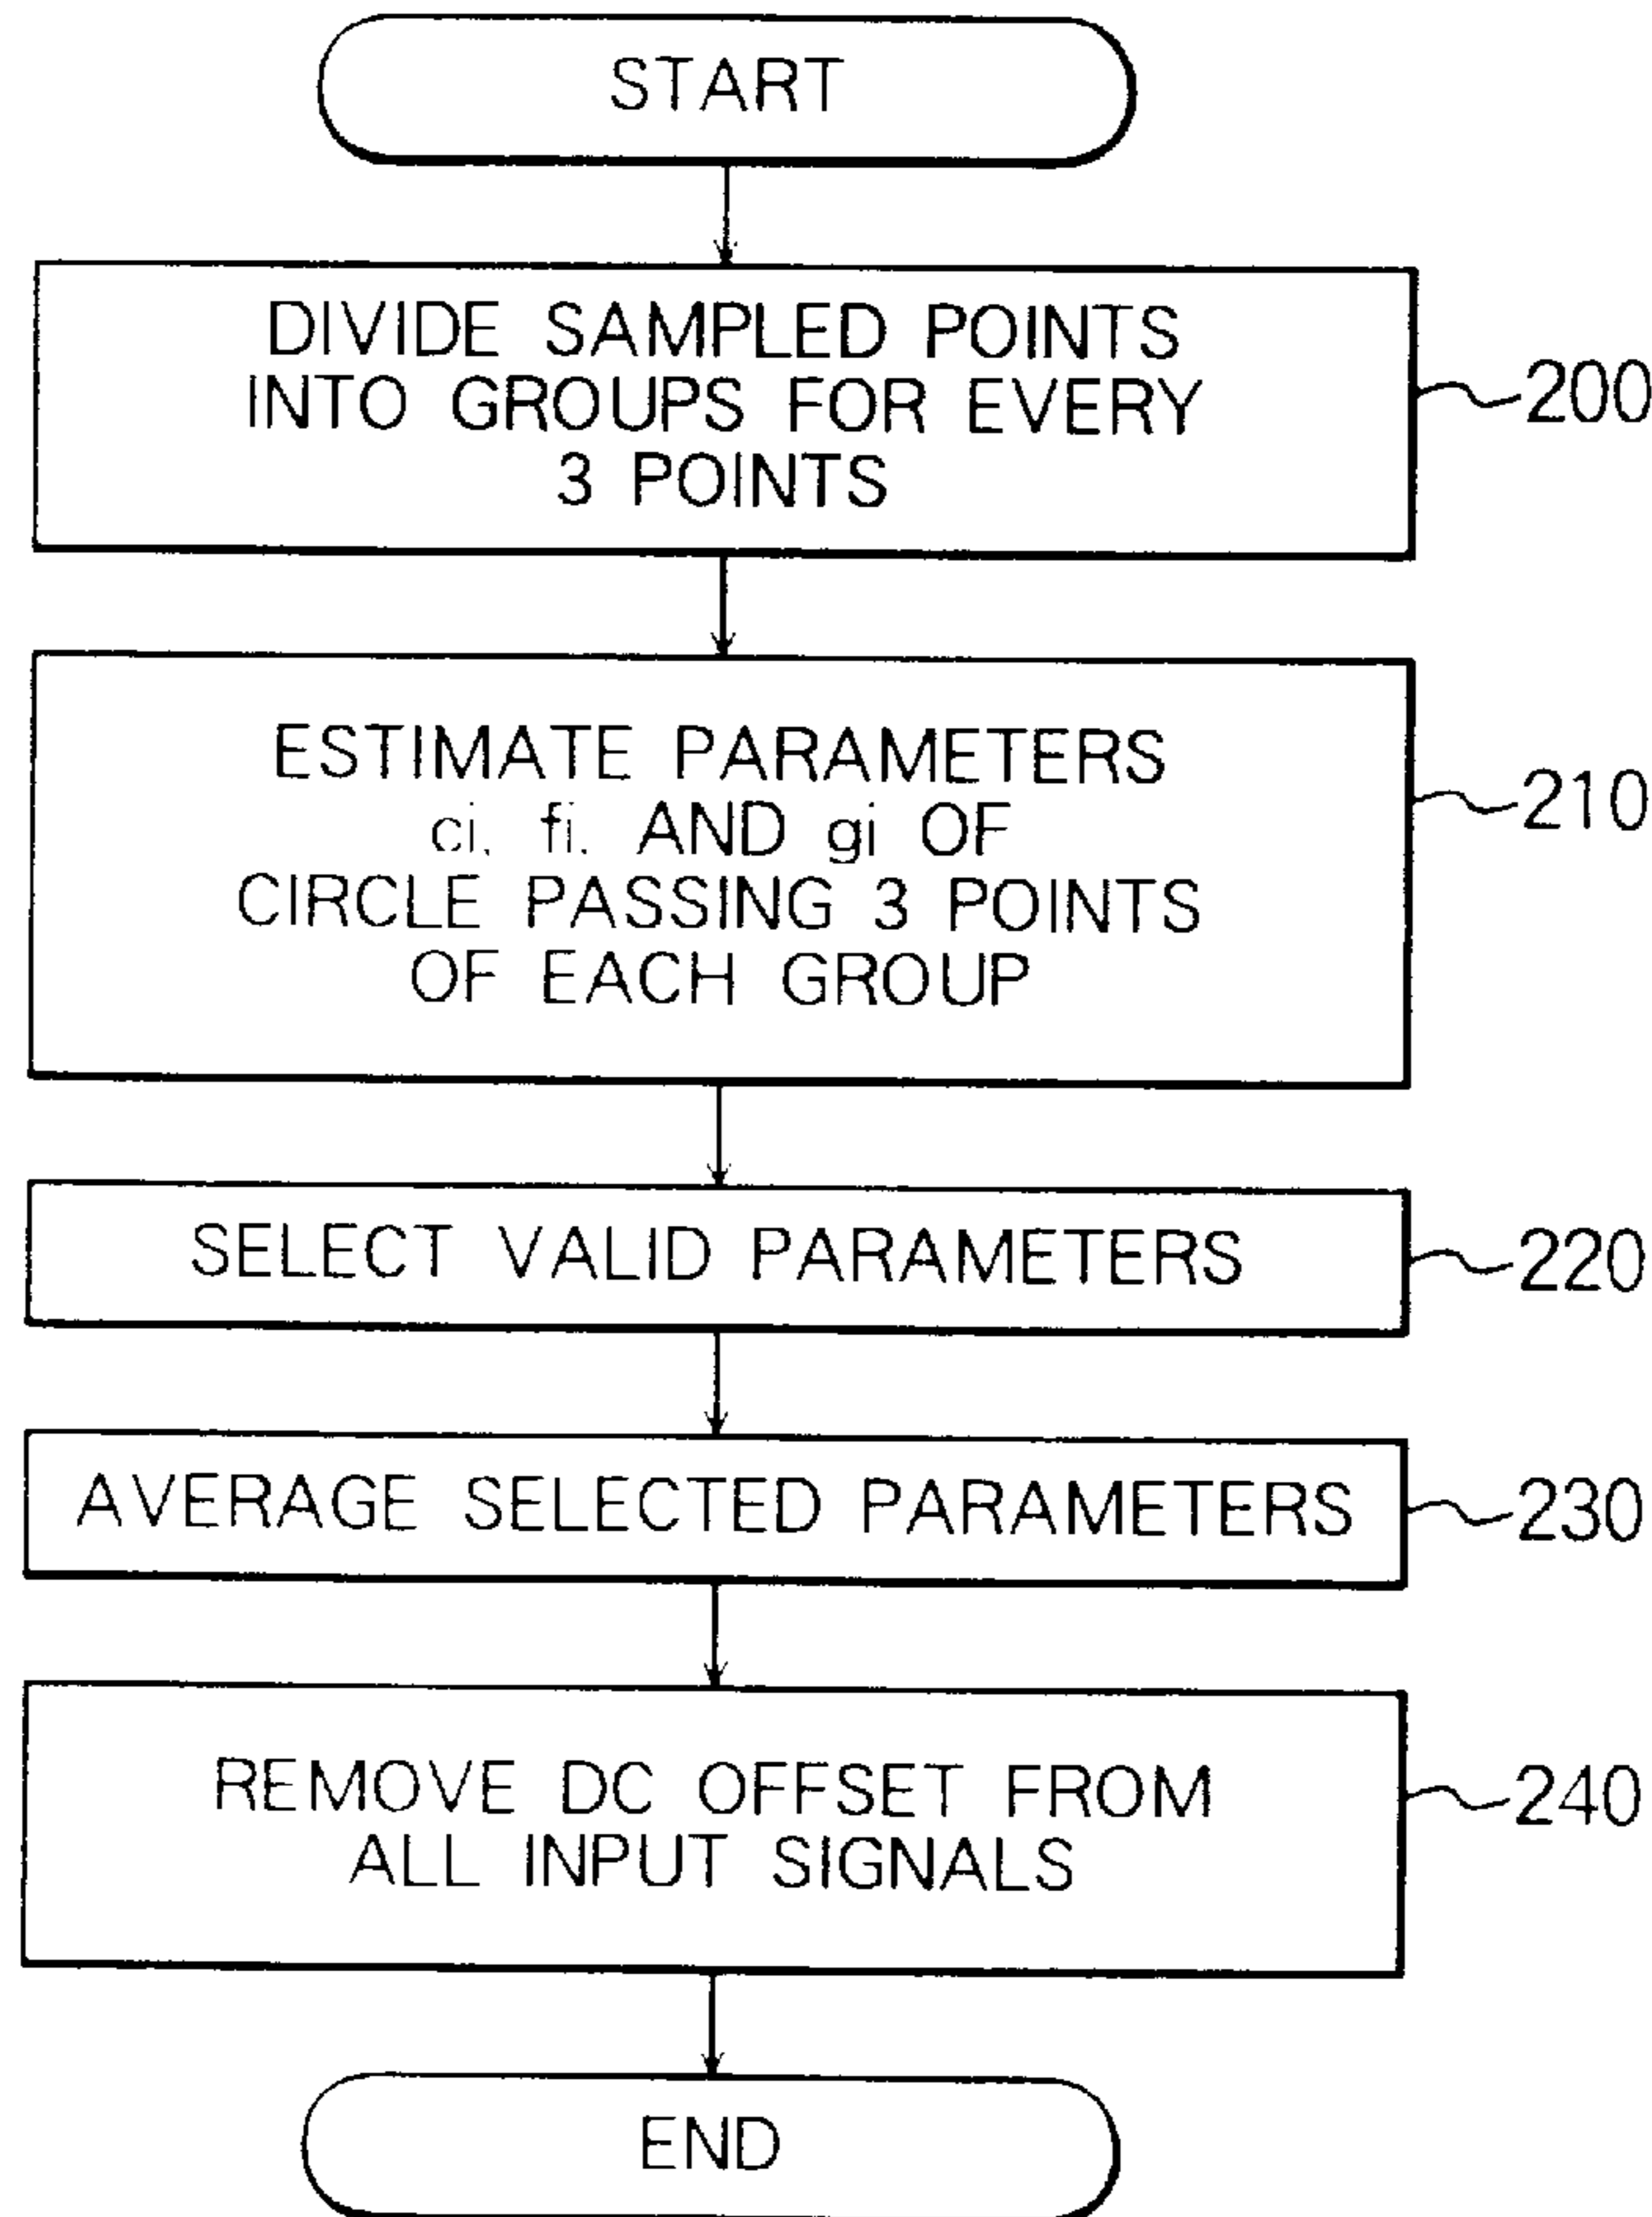 START
DIVIDE SAMPLED POINTS
INTO GROUPS FOR EVERY
3 POINTS
200
ESTIMATE PARAMETERS
ci, fi, AND gi OF
CIRCLE PASSING 3 POINTS
OF EACH GROUP
210
SELECT VALID PARAMETERS
220
AVERAGE SELECTED PARAMETERS
230
REMOVE DC OFFSET FROM
ALL INPUT SIGNALS
240
END